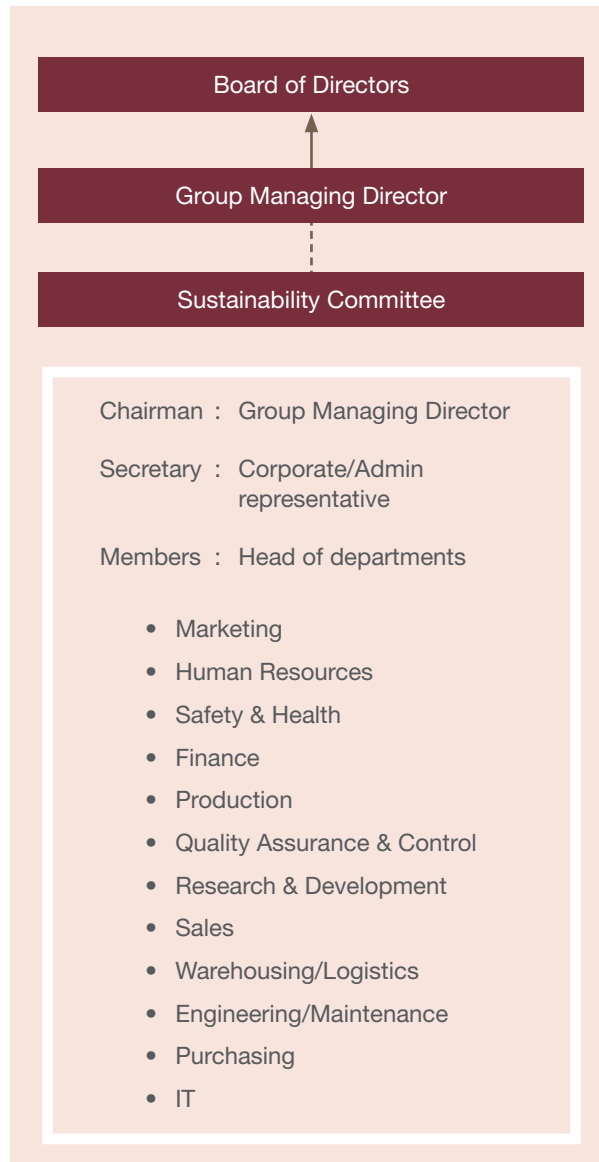 Board of Directors
Group Managing Director
Sustainability Committee
Chairman : Group Managing Director
Secretary : Corporate/Admin
representative
Members : Head of departments
• Marketing
• Human Resources
• Safety & Health
• Finance
• Production
• Quality Assurance & Control
• Research & Development
• Sales
• Warehousing/Logistics
• Engineering/Maintenance
• Purchasing
• IT